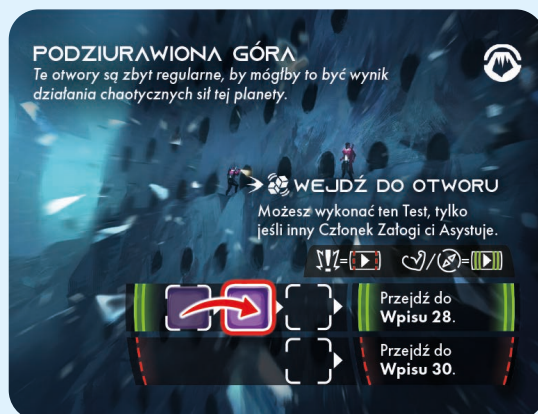 PODZIURAWIONA GÓRA
Te otwory są zbyt regularne, by mógłby to być wynik
działania chaotycznych sił tej planety.
WEJDŹ DO OTWORU
Możesz wykonać ten Test, tylko
jeśli inny Członek Załogi ci Asystuje.
Przejdź do
Wpisu 28.
Przejdź do
Wpisu 30.